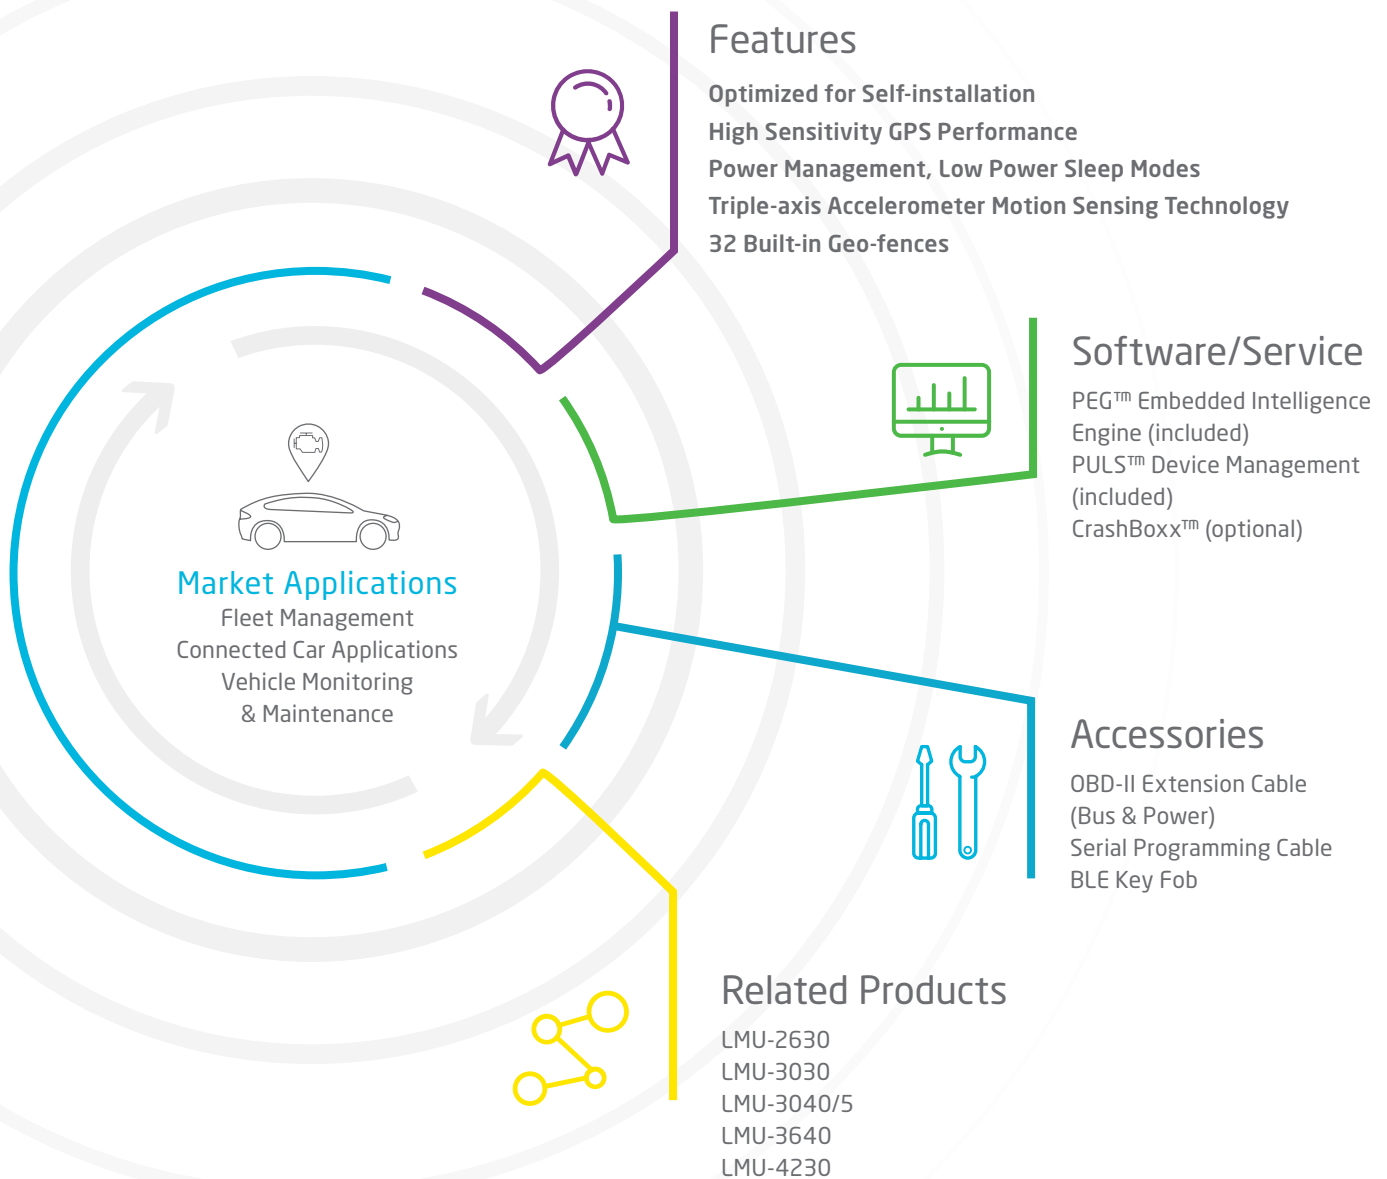 Features
Optimized for Self-installation
High Sensitivity GPS Performance
Power Management, Low Power Sleep Modes
Triple-axis Accelerometer Motion Sensing Technology
32 Built-in Geo-fences
Software/Service
PEG™ Embedded Intelligence
Engine (included)
PULS™ Device Management
(included)
CrashBoxx™ (optional)
Market Applications
Fleet Management
Connected Car Applications
Vehicle Monitoring
& Maintenance
Accessories
OBD-II Extension Cable
(Bus & Power)
Serial Programming Cable
BLE Key Fob
Related Products
LMU-2630
LMU-3030
LMU-3040/5
LMU-3640
LMU-4230